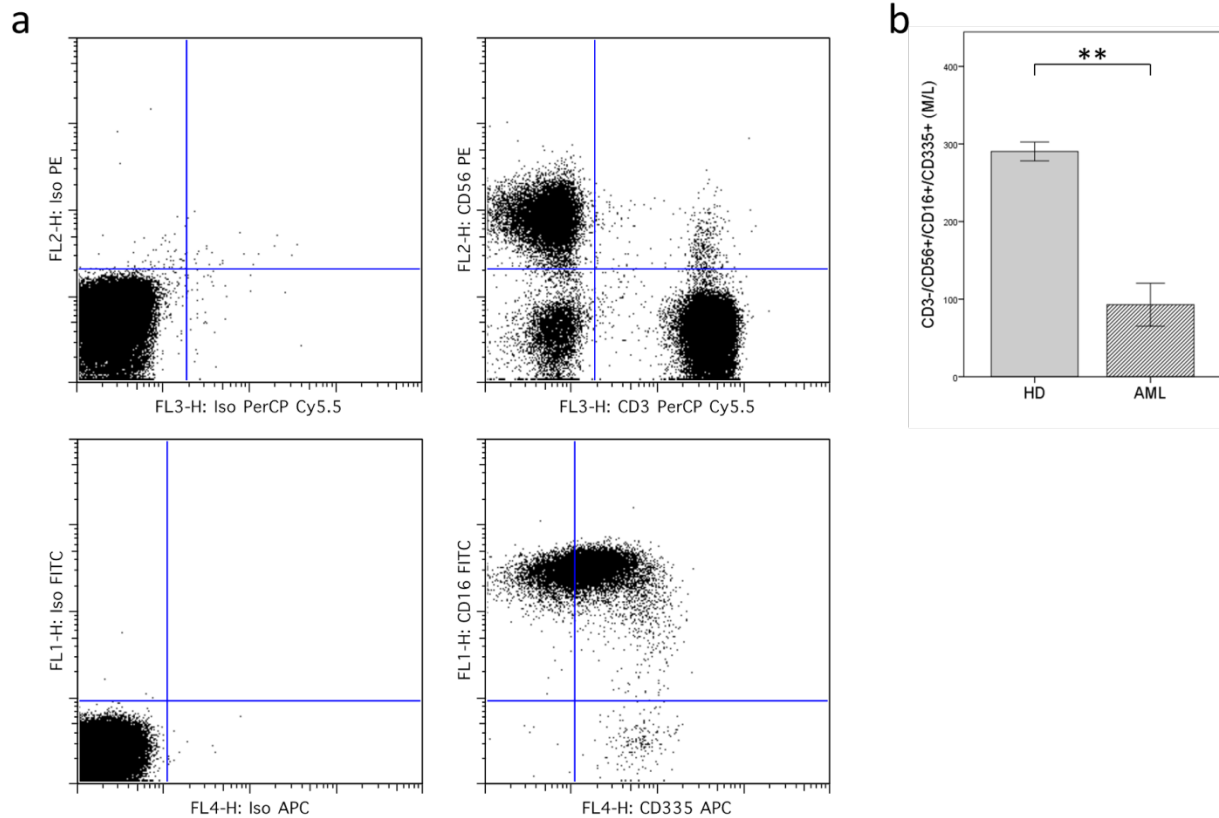 a
FL2-H: Iso PE
FL3-H: Iso PerCP Cy5.5
FL2-H: CD56 PE
FL3-H: CD3 PerCP Cy5.5
FL1-H: Iso FITC
FL4-H: Iso APC
FL1-H: CD16 FITC
FL4-H: CD335 APC
b
CD3-/CD56+/CD16+/CD335+ (M/L)
400
300
200
100
0
**
HD
AML